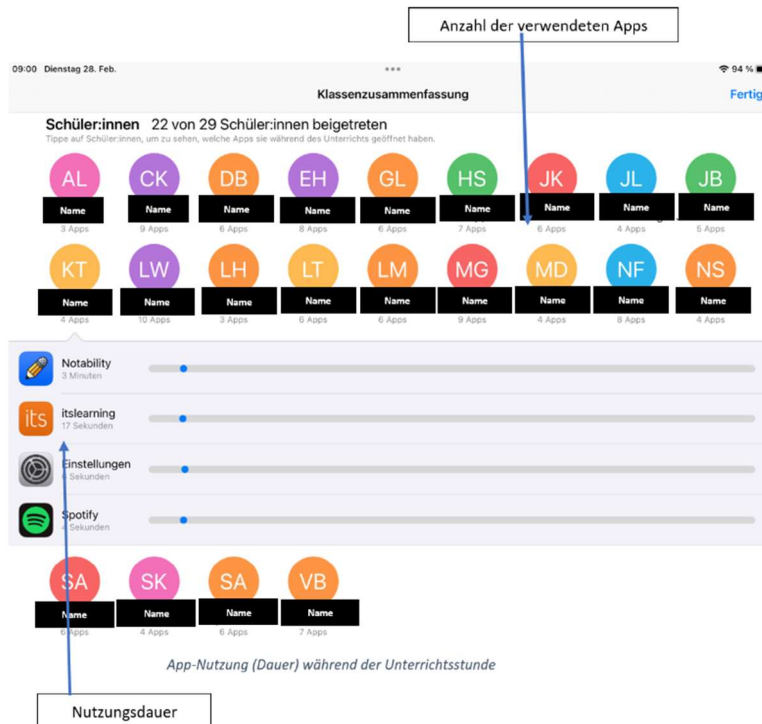 Anzahl der verwendeten Apps
09:00 Dienstag 28. Feb.
94 %
Klassenzusammenfassung
Fertig
Schüler:innen 22 von 29 Schüler:innen beigetreten
Tippe auf Schüler:innen, um zu sehen, welche Apps sie während des Unterrichts geöffnet haben.
AL CK DB EH GL HS JK JL JB
Name Name Name Name Name Name Name Name Name
3 Apps 9 Apps 6 Apps 8 Apps 6 Apps 7 Apps 6 Apps 4 Apps 5 Apps
KT LW LH LT LM MG MD NF NS
Name Name Name Name Name Name Name Name Name
4 Apps 10 Apps 3 Apps 6 Apps 6 Apps 9 Apps 4 Apps 8 Apps 4 Apps
Notability
3 Minuten
its
itslearning
17 Sekunden
Einstellungen
Sekunden
Spotify
Sekunden
SA SK SA VB
Name Name Name Name
6 Apps 4 Apps 6 Apps 7 Apps
App-Nutzung (Dauer) während der Unterrichtsstunde
Nutzungsdauer